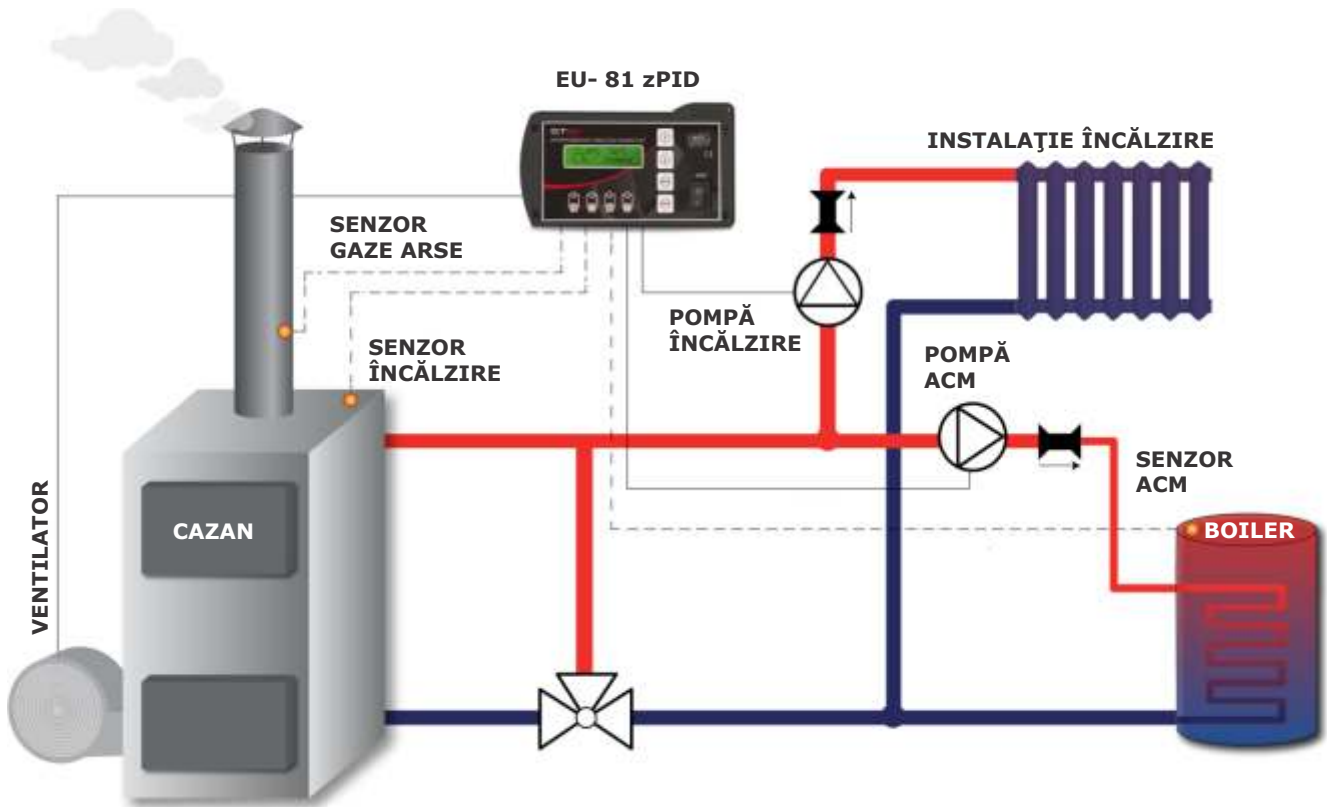 EU- 81 zPID
INSTALAŢIE ÎNCĂLZIRE
SENZOR
GAZE ARSE
POMPĂ
ÎNCĂLZIRE
SENZOR
ÎNCĂLZIRE
POMPĂ
ACM
SENZOR
ACM
VENTILATOR
CAZAN
BOILER